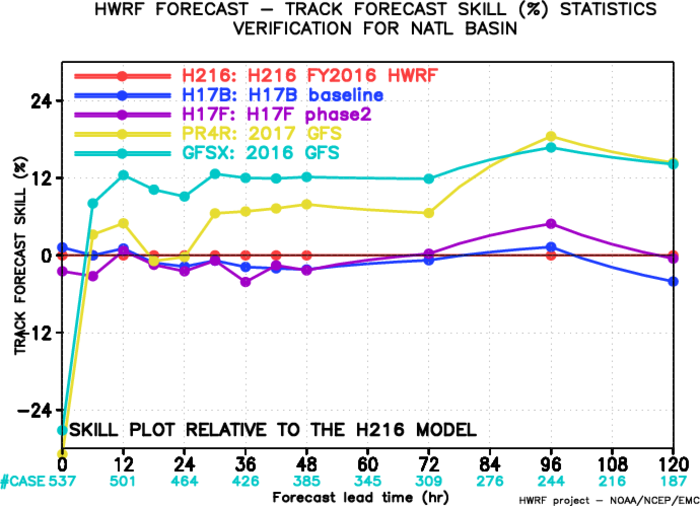 HWRF FORECAST – TRACK FORECAST SKILL (%) STATISTICS
VERIFICATION FOR NATL BASIN
H216: H216 FY2016 HWRF
H17B: H17B baseline
H17F: H17F phase2
PR4R: 2017 GFS
GFSX: 2016 GFS
TRACK FORECAST SKILL (%)
24
12
0
–12
–24
SKILL PLOT RELATIVE TO THE H216 MODEL
0 12 24 36 48 60 72 84 96 108 120
#CASE 537 501 464 426 385 345 309 276 244 216 187
Forecast lead time (hr)
HWRF project – NOAA/NCEP/EMC